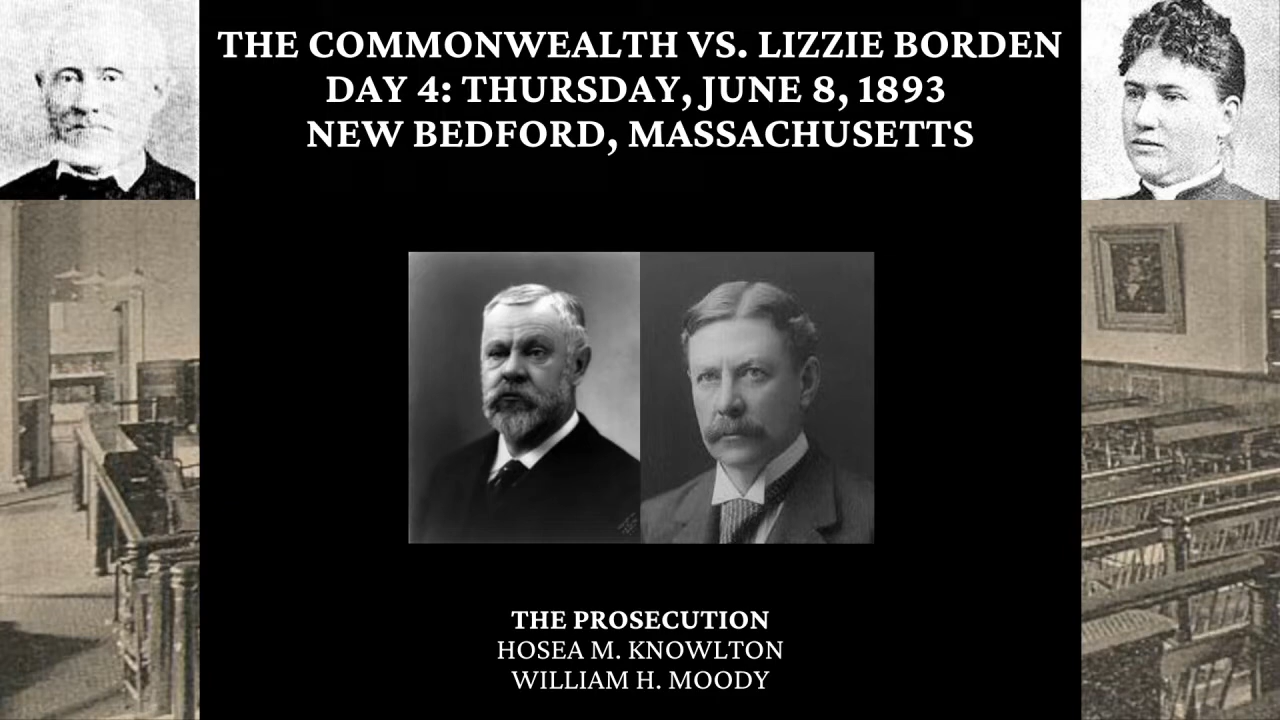 THE COMMONWEALTH VS. LIZZIE BORDEN
DAY 4: THURSDAY, JUNE 8, 1893
NEW BEDFORD, MASSACHUSETTS
THE PROSECUTION
HOSEA M. KNOWLTON
WILLIAM H. MOODY